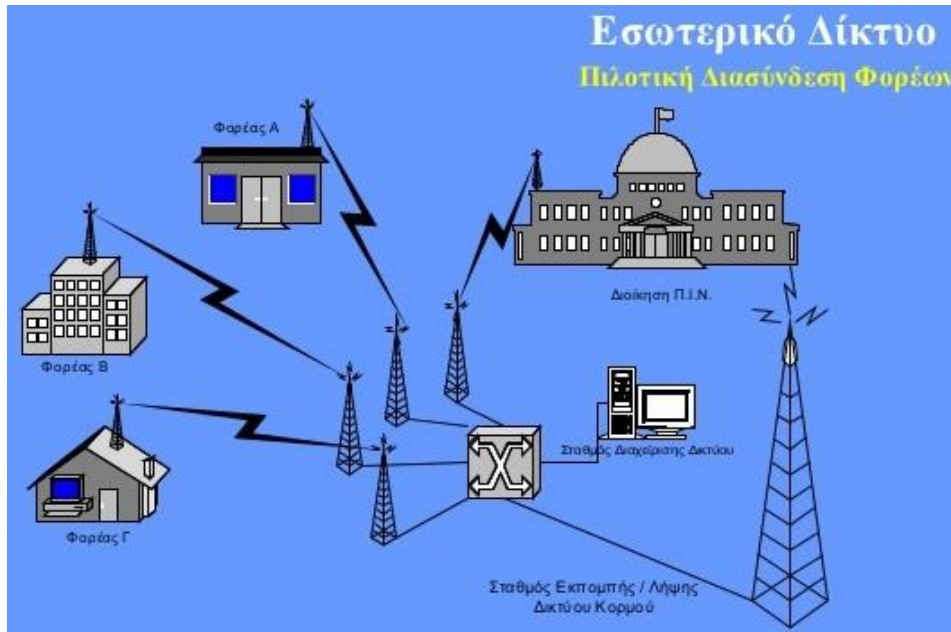 Εσωτερικό Δίκτυο
Πιλοτική Διασύνδεση Φορέων
Φορέας Α
Διοίκηση Π.Ι.Ν.
Φορέας Β
Σταθμός Διαχείρισης Δικτύου
Φορέας Γ
Σταθμός Εκπομπής / Λήψης
Δικτύου Κορμού